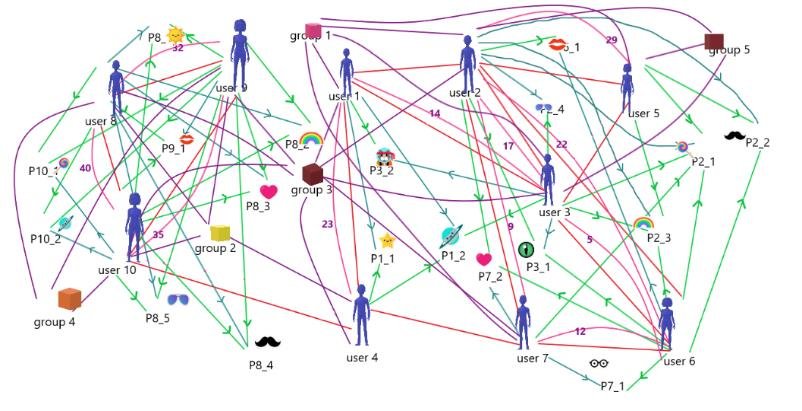 P8_
32
user 9
group 1
29
group 5
user 8
user 1
user 2
user 5
_4
14
P9_1
P8_2
17
22
P2_2
P10_1
40
P3_2
P2_1
group 3
P8_3
user 3
P10_2
35
group 2
23
9
5
P2_3
P1_1
P1_2
P3_1
user 10
P7_2
group 4
P8_5
12
user 4
user 7
user 6
P8_4
P7_1